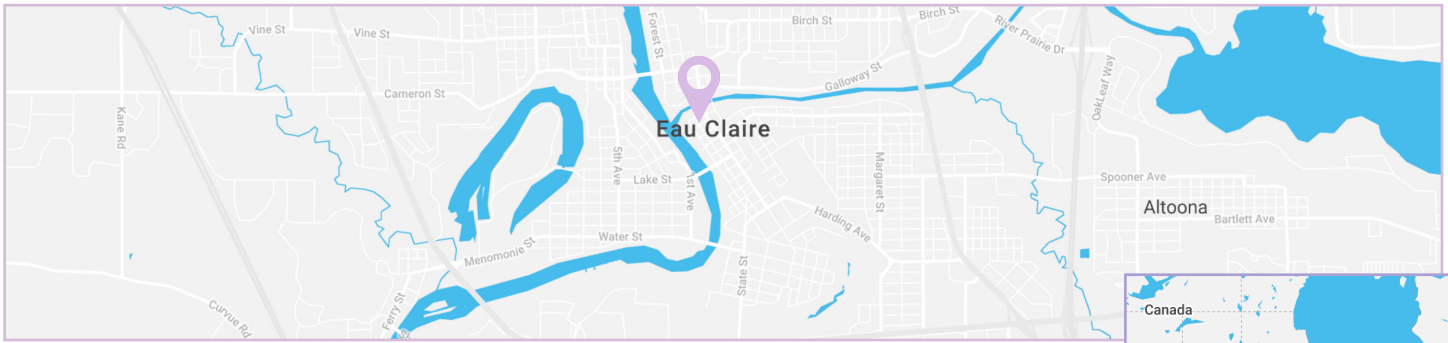 Birch St
Birch St
Forest St
River Prairie Dr
Vine St
Vine St
Galloway St
OakLeaf Way
Cameron St
Kane Rd
Eau Claire
5th Ave
Lake St
1st Ave
Margaret St
Spooner Ave
Altoona
Bartlett Ave
Harding Ave
Water St
Menomonie St
State St
Ferry St
Curvue Rd
Canada